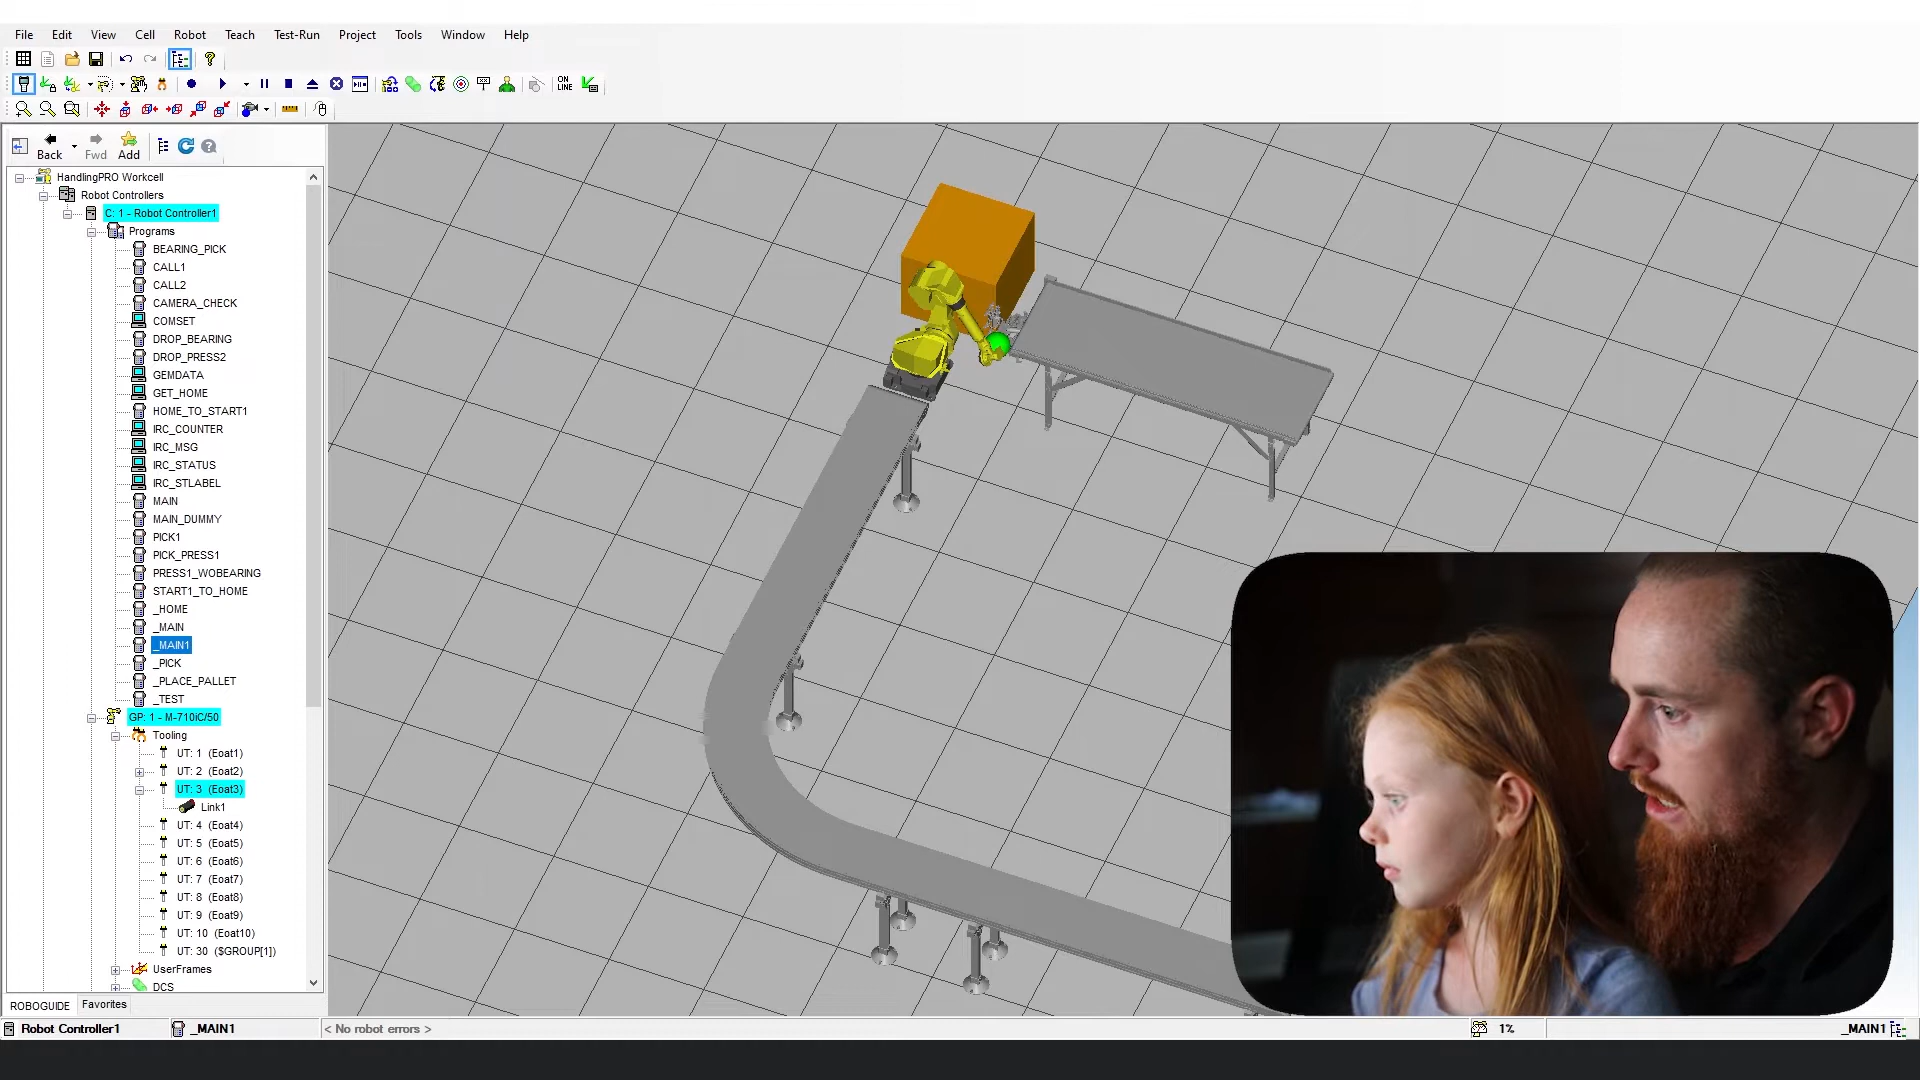 File Edit View Cell Robot Teach Test-Run Project Tools Window Help
ON
LINE
Back Fwd Add
HandlingPRO Workcell
Robot Controllers
C: 1 - Robot Controller1
Programs
BEARING_PICK
CALL1
CALL2
CAMERA_CHECK
COMSET
DROP_BEARING
DROP_PRESS2
GEMDATA
GET_HOME
HOME_TO_START1
IRC_COUNTER
IRC_MSG
IRC_STATUS
IRC_STLABEL
MAIN
MAIN_DUMMY
PICK1
PICK_PRESS1
PRESS1_WOBEARING
START1_TO_HOME
_HOME
_MAIN
_MAIN1
_PICK
_PLACE_PALLET
_TEST
GP: 1 - M-710iC/50
Tooling
UT: 1 (Eoat1)
UT: 2 (Eoat2)
UT: 3 (Eoat3)
Link1
UT: 4 (Eoat4)
UT: 5 (Eoat5)
UT: 6 (Eoat6)
UT: 7 (Eoat7)
UT: 8 (Eoat8)
UT: 9 (Eoat9)
UT: 10 (Eoat10)
UT: 30 ($GROUP[1])
UserFrames
DCS
ROBOGUIDE Favorites
Robot Controller1 _MAIN1 < No robot errors > 1% _MAIN1